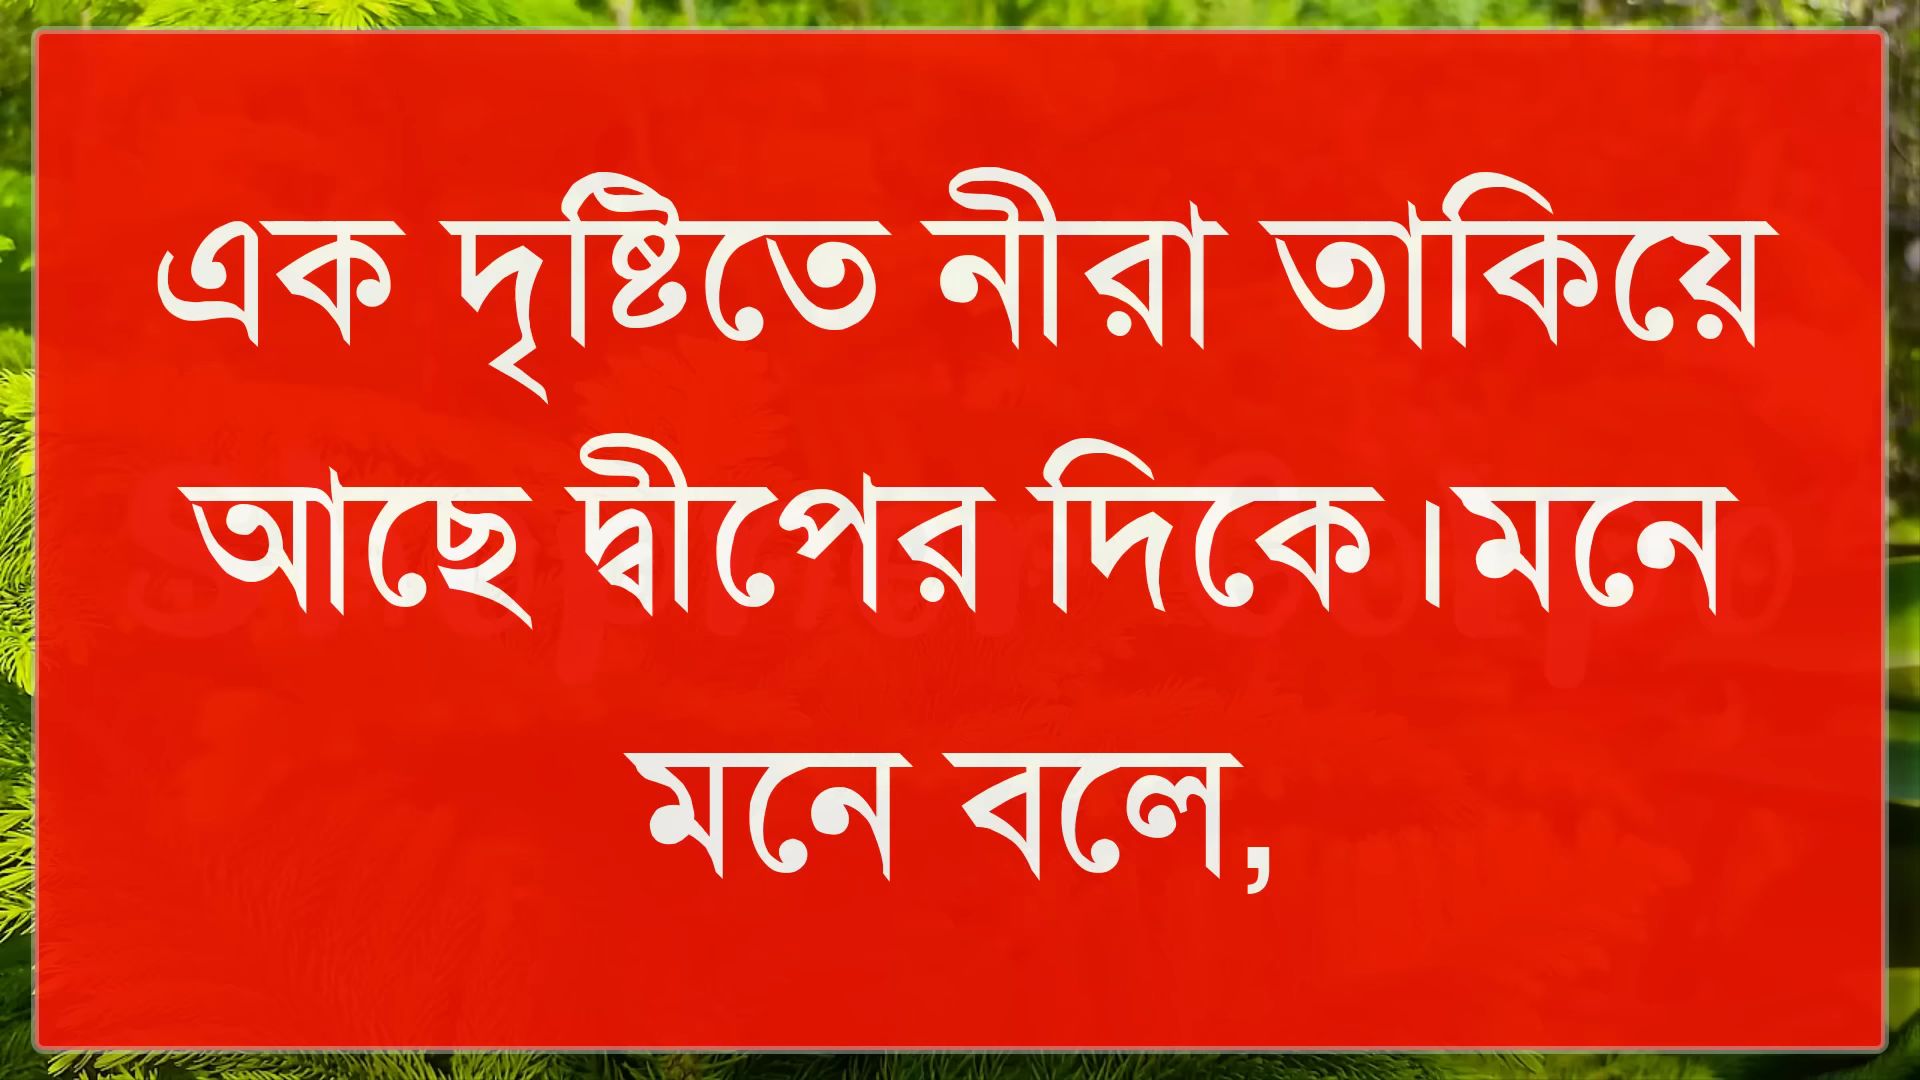 এক দৃষ্টিতে নীরা তাকিয়ে
আছে দ্বীপের দিকে।মনে
মনে বলে,